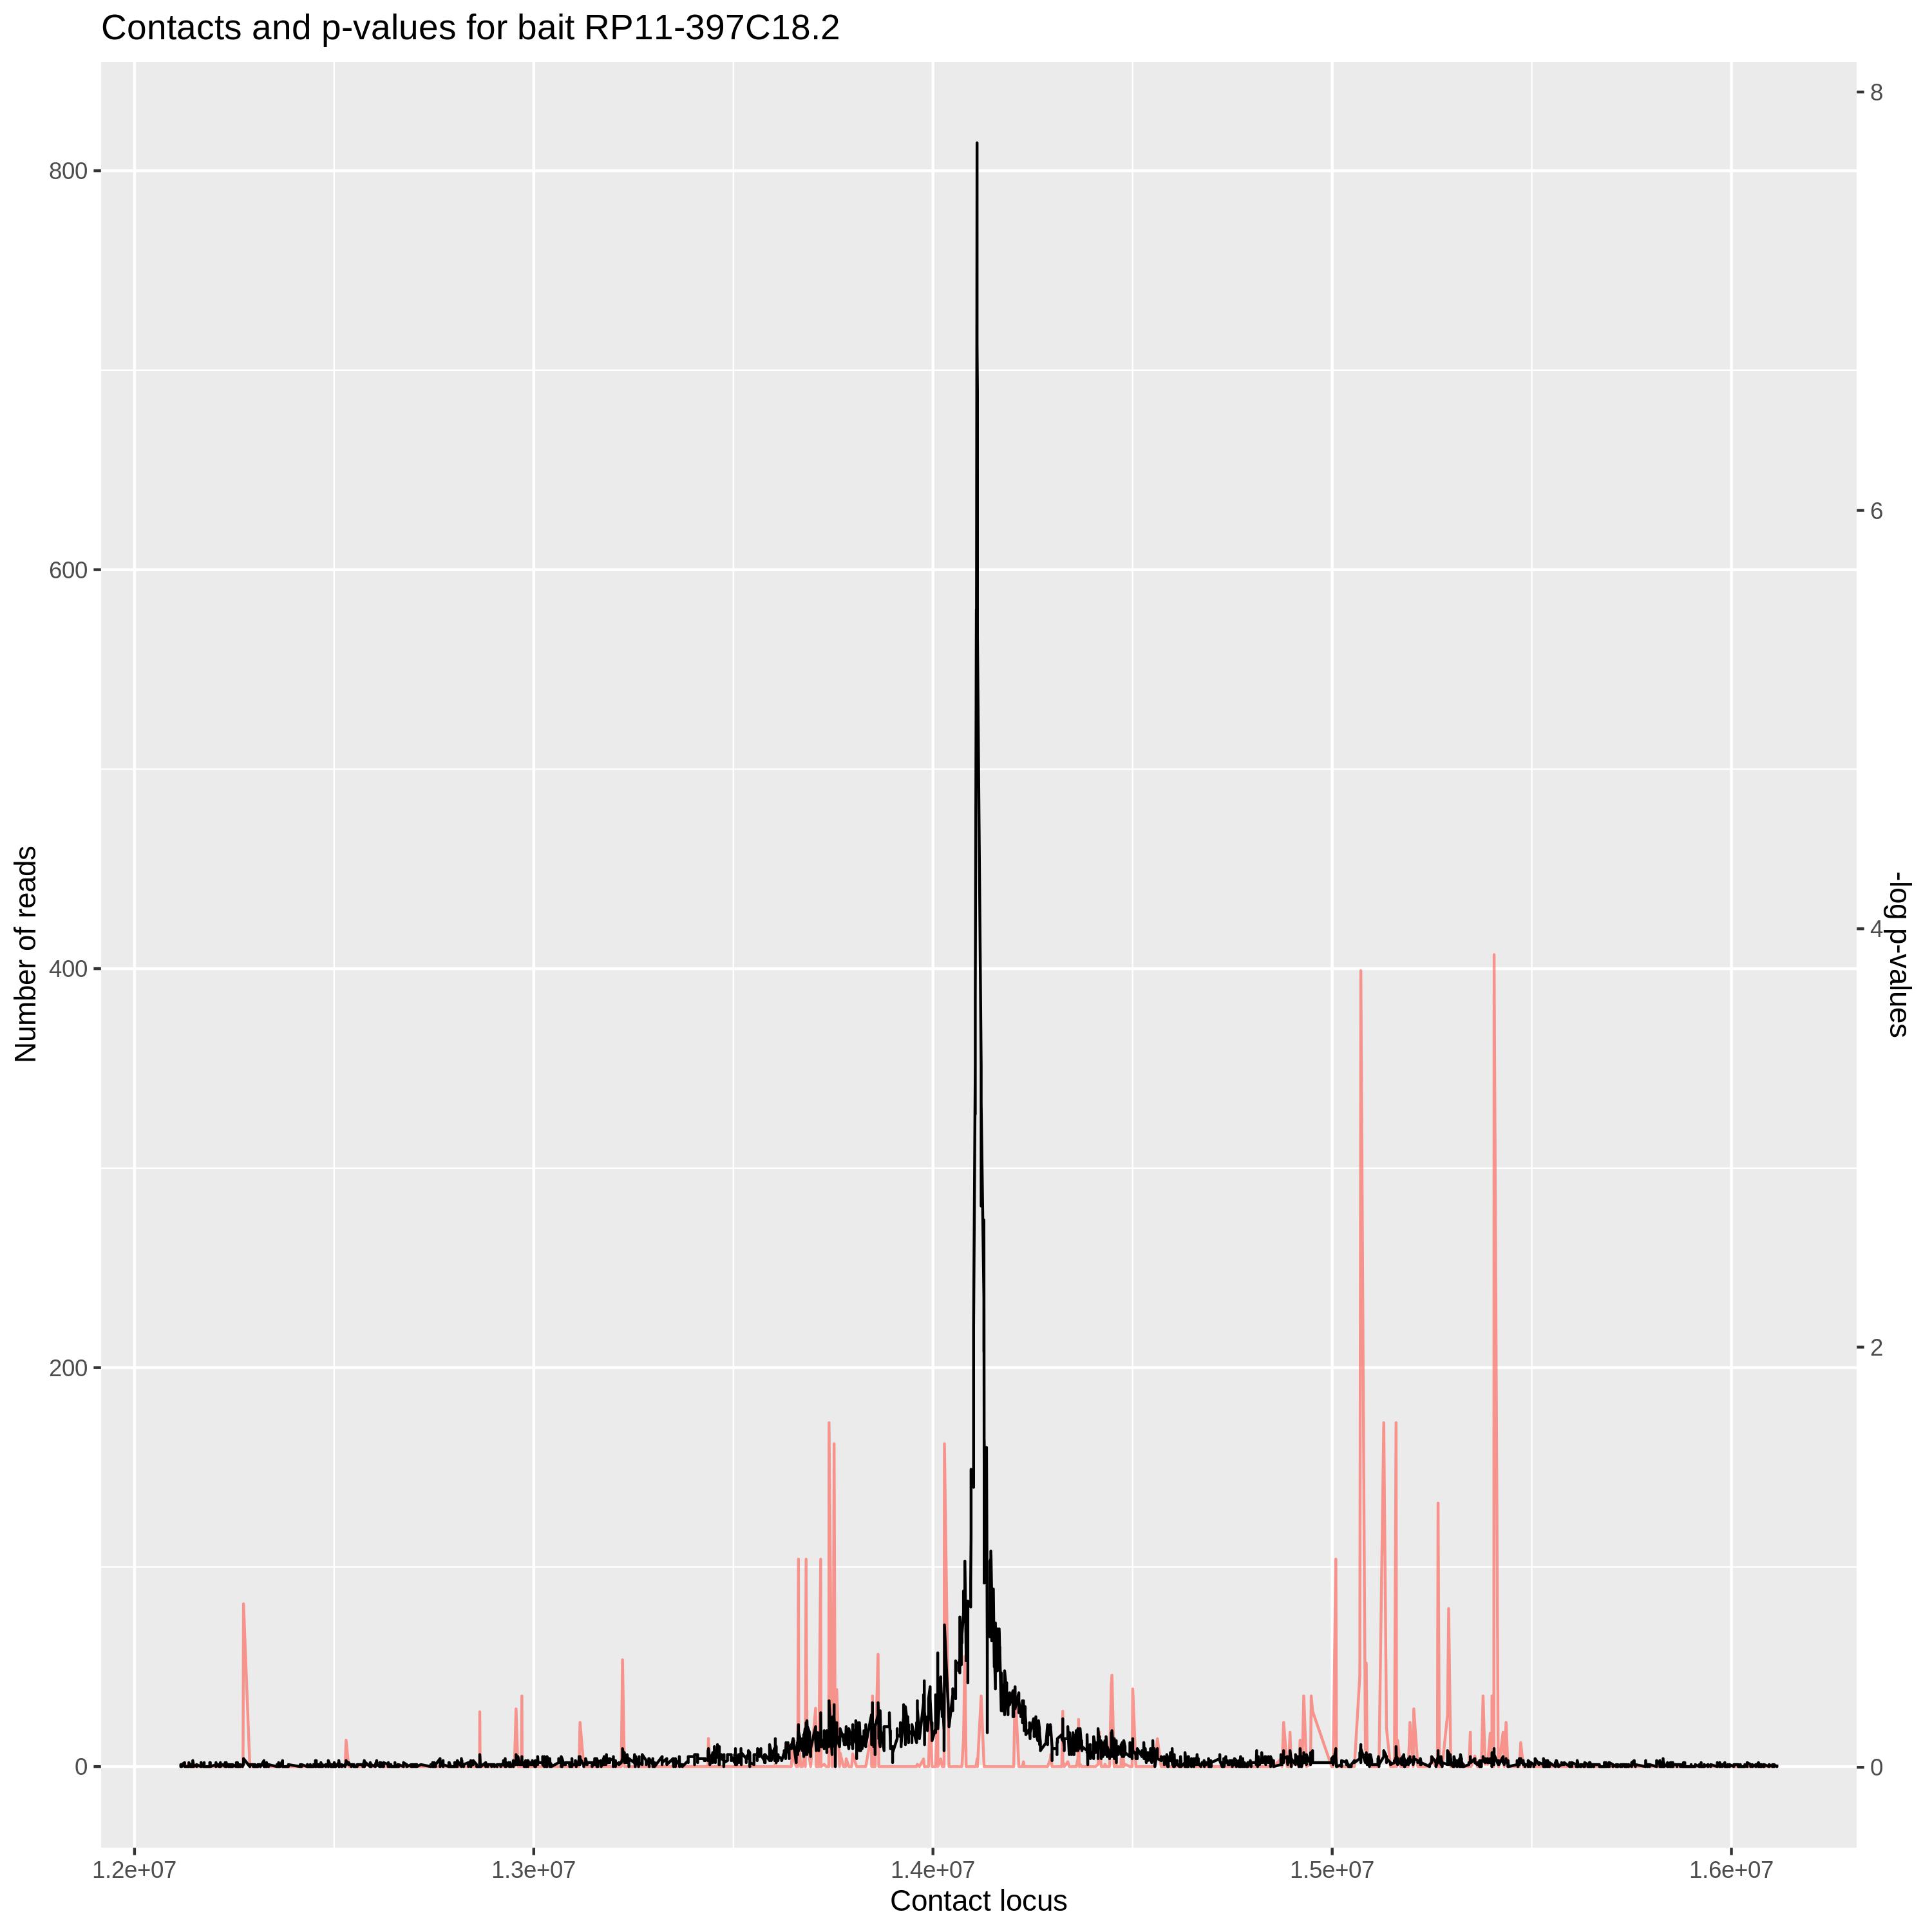 Contacts and p-values for bait RP11-397C18.2
8
800
6
600
Number of reads
-log p-values
4
400
2
200
0
0
1.2e+07 1.3e+07 1.4e+07 1.5e+07 1.6e+07
Contact locus